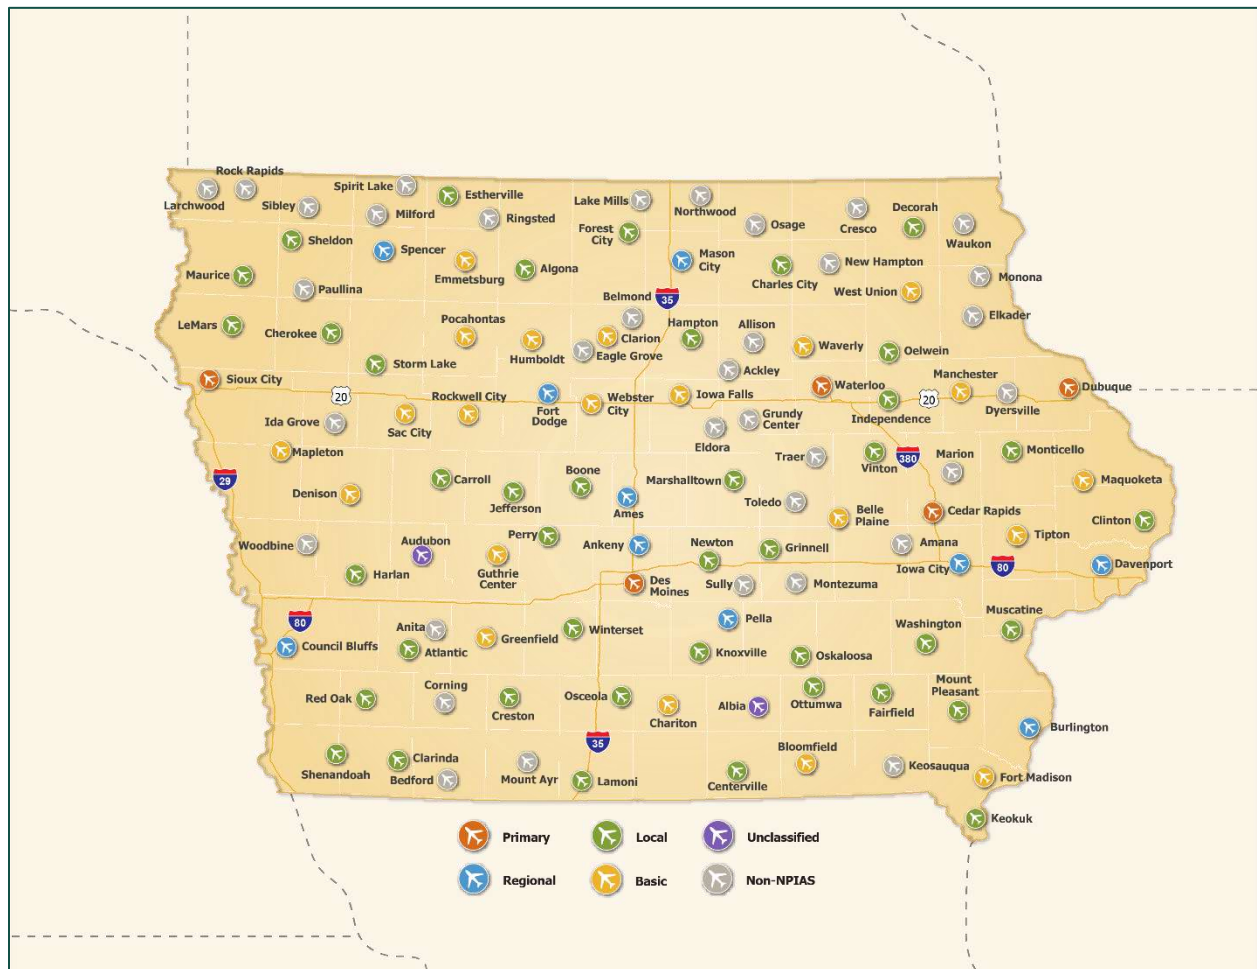 Rock Rapids
Spirit Lake
Estherville
Larchwood
Sibley
Milford
Ringsted
Lake Mills
Northwood
Osage
Cresco
Decorah
Waukon
Forest
City
Sheldon
Spencer
Emmetsburg
Algona
Mason
City
Charles City
New Hampton
Monona
Maurice
Paullina
West Union
Belmond
35
Elkader
LeMars
Cherokee
Pocahontas
Humboldt
Clarion
Eagle Grove
Hampton
Allison
Waverly
Oelwein
Storm Lake
Ackley
Sioux City
20
Rockwell City
Fort
Dodge
Webster
City
Iowa Falls
Waterloo
Independence
20
Manchester
Dyersville
Dubuque
Ida Grove
Sac City
Eldora
Grundy
Center
Mapleton
Traer
Vinton
380
Marion
Monticello
29
Denison
Carroll
Jefferson
Boone
Ames
Marshalltown
Toledo
Belle
Plaine
Cedar Rapids
Maquoketa
Clinton
Woodbine
Audubon
Perry
Ankeny
Newton
Grinnell
Amana
Tipton
Harlan
Guthrie
Center
Des
Moines
Sully
Montezuma
Iowa City
80
Davenport
80
Council Bluffs
Anita
Atlantic
Greenfield
Winterset
Pella
Knoxville
Oskaloosa
Washington
Muscatine
Red Oak
Corning
Creston
Osceola
Chariton
Albia
Ottumwa
Fairfield
Mount
Pleasant
Burlington
35
Shenandoah
Clarinda
Bedford
Mount Ayr
Lamoni
Centerville
Bloomfield
Keosauqua
Fort Madison
Keokuk
Primary
Local
Unclassified
Regional
Basic
Non-NPIAS